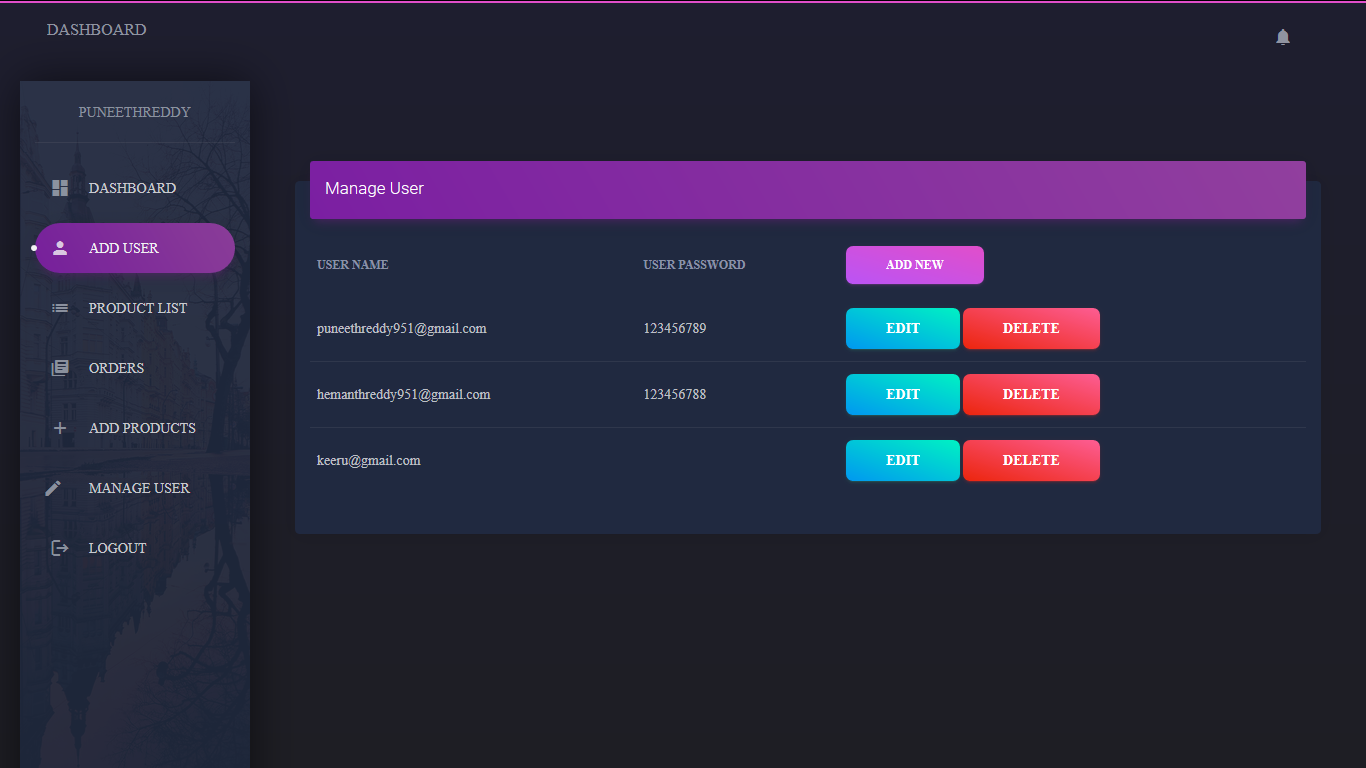 DASHBOARD
PUNEETHREDDY
DASHBOARD
ADD USER
PRODUCT LIST
ORDERS
ADD PRODUCTS
MANAGE USER
LOGOUT
Manage User
USER NAME USER PASSWORD ADD NEW
puneethreddy951@gmail.com 123456789 EDIT DELETE
hemanthreddy951@gmail.com 123456788 EDIT DELETE
keeru@gmail.com EDIT DELETE